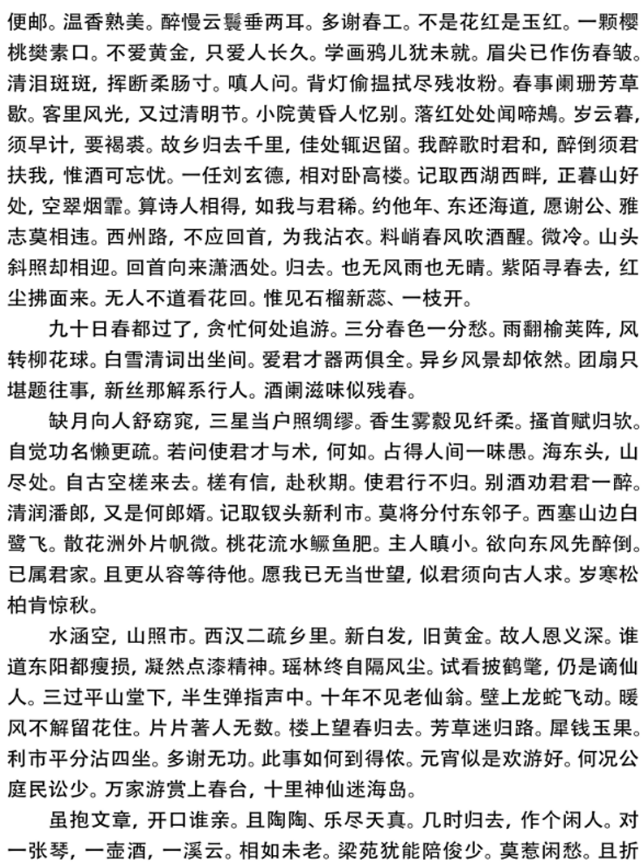 便邮。温香熟美。醉慢云鬟垂两耳。多谢春工。不是花红是玉红。一颗樱
桃樊素口。不爱黄金，只爱人长久。学画鸦儿犹未就。眉尖已作伤春皱。
清泪斑斑，挥断柔肠寸。嗔人问。背灯偷揾拭尽残妆粉。春事阑珊芳草
歇。客里风光，又过清明节。小院黄昏人忆别。落红处处闻啼鴂。岁云暮，
须早计，要褐裘。故乡归去千里，佳处辄迟留。我醉歌时君和，醉倒须君
扶我，惟酒可忘忧。一任刘玄德，相对卧高楼。记取西湖西畔，正暮山好
处，空翠烟霏。算诗人相得，如我与君稀。约他年、东还海道，愿谢公、雅
志莫相违。西州路，不应回首，为我沾衣。料峭春风吹酒醒。微冷。山头
斜照却相迎。回首向来潇洒处。归去。也无风雨也无晴。紫陌寻春去，红
尘拂面来。无人不道看花回。惟见石榴新蕊、一枝开。
九十日春都过了，贪忙何处追游。三分春色一分愁。雨翻榆荚阵，风
转柳花球。白雪清词出坐间。爱君才器两俱全。异乡风景却依然。团扇只
堪题往事，新丝那解系行人。酒阑滋味似残春。
缺月向人舒窈窕，三星当户照绸缪。香生雾縠见纤柔。搔首赋归欤。
自觉功名懒更疏。若问使君才与术，何如。占得人间一味愚。海东头，山
尽处。自古空槎来去。槎有信，赴秋期。使君行不归。别酒劝君君一醉。
清润潘郎，又是何郎婿。记取钗头新利市。莫将分付东邻子。西塞山边白
鹭飞。散花洲外片帆微。桃花流水鳜鱼肥。主人瞋小。欲向东风先醉倒。
已属君家。且更从容等待他。愿我已无当世望，似君须向古人求。岁寒松
柏肯惊秋。
水涵空，山照市。西汉二疏乡里。新白发，旧黄金。故人恩义深。谁
道东阳都瘦损，凝然点漆精神。瑶林终自隔风尘。试看披鹤氅，仍是谪仙
人。三过平山堂下，半生弹指声中。十年不见老仙翁。壁上龙蛇飞动。暖
风不解留花住。片片著人无数。楼上望春归去。芳草迷归路。犀钱玉果。
利市平分沾四坐。多谢无功。此事如何到得侬。元宵似是欢游好。何况公
庭民讼少。万家游赏上春台，十里神仙迷海岛。
虽抱文章，开口谁亲。且陶陶、乐尽天真。几时归去，作个闲人。对
一张琴，一壶酒，一溪云。相如未老。梁苑犹能陪俊少。莫惹闲愁。且折